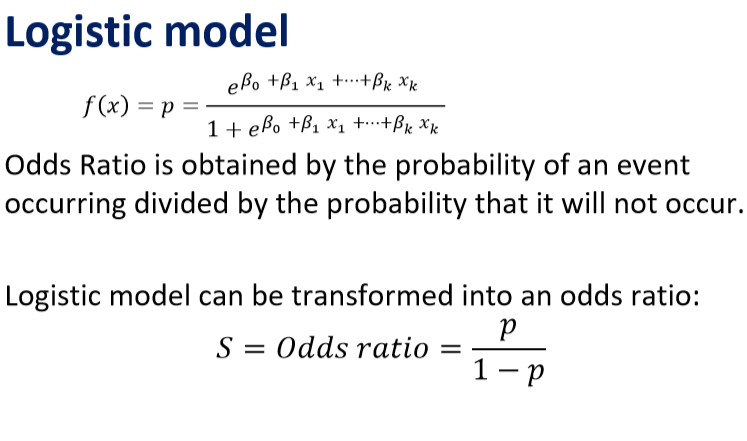 Logistic model
f(x) = p = e^{β₀ + β₁ x₁ +⋯+ βₖ xₖ} / 1 + e^{β₀ + β₁ x₁ +⋯+ βₖ xₖ}
Odds Ratio is obtained by the probability of an event
occurring divided by the probability that it will not occur.
Logistic model can be transformed into an odds ratio:
S = Odds ratio = p / 1 − p